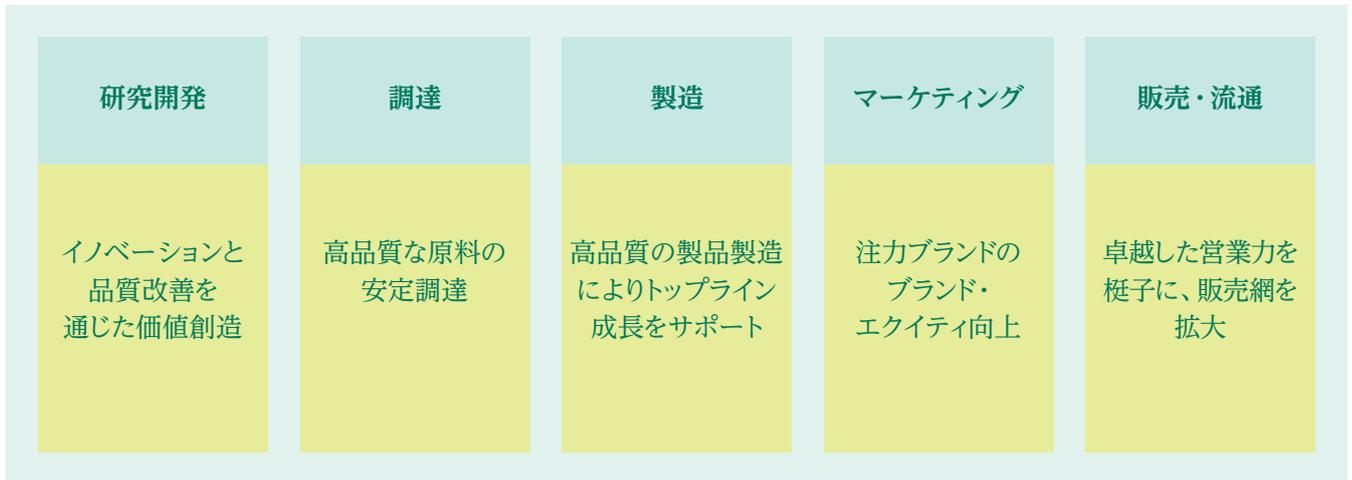 研究開発
イノベーションと
品質改善を
通じた価値創造
調達
高品質な原料の
安定調達
製造
高品質の製品製造
によりトップライン
成長をサポート
マーケティング
注力ブランドの
ブランド・
エクイティ向上
販売・流通
卓越した営業力を
梃子に、販売網を
拡大